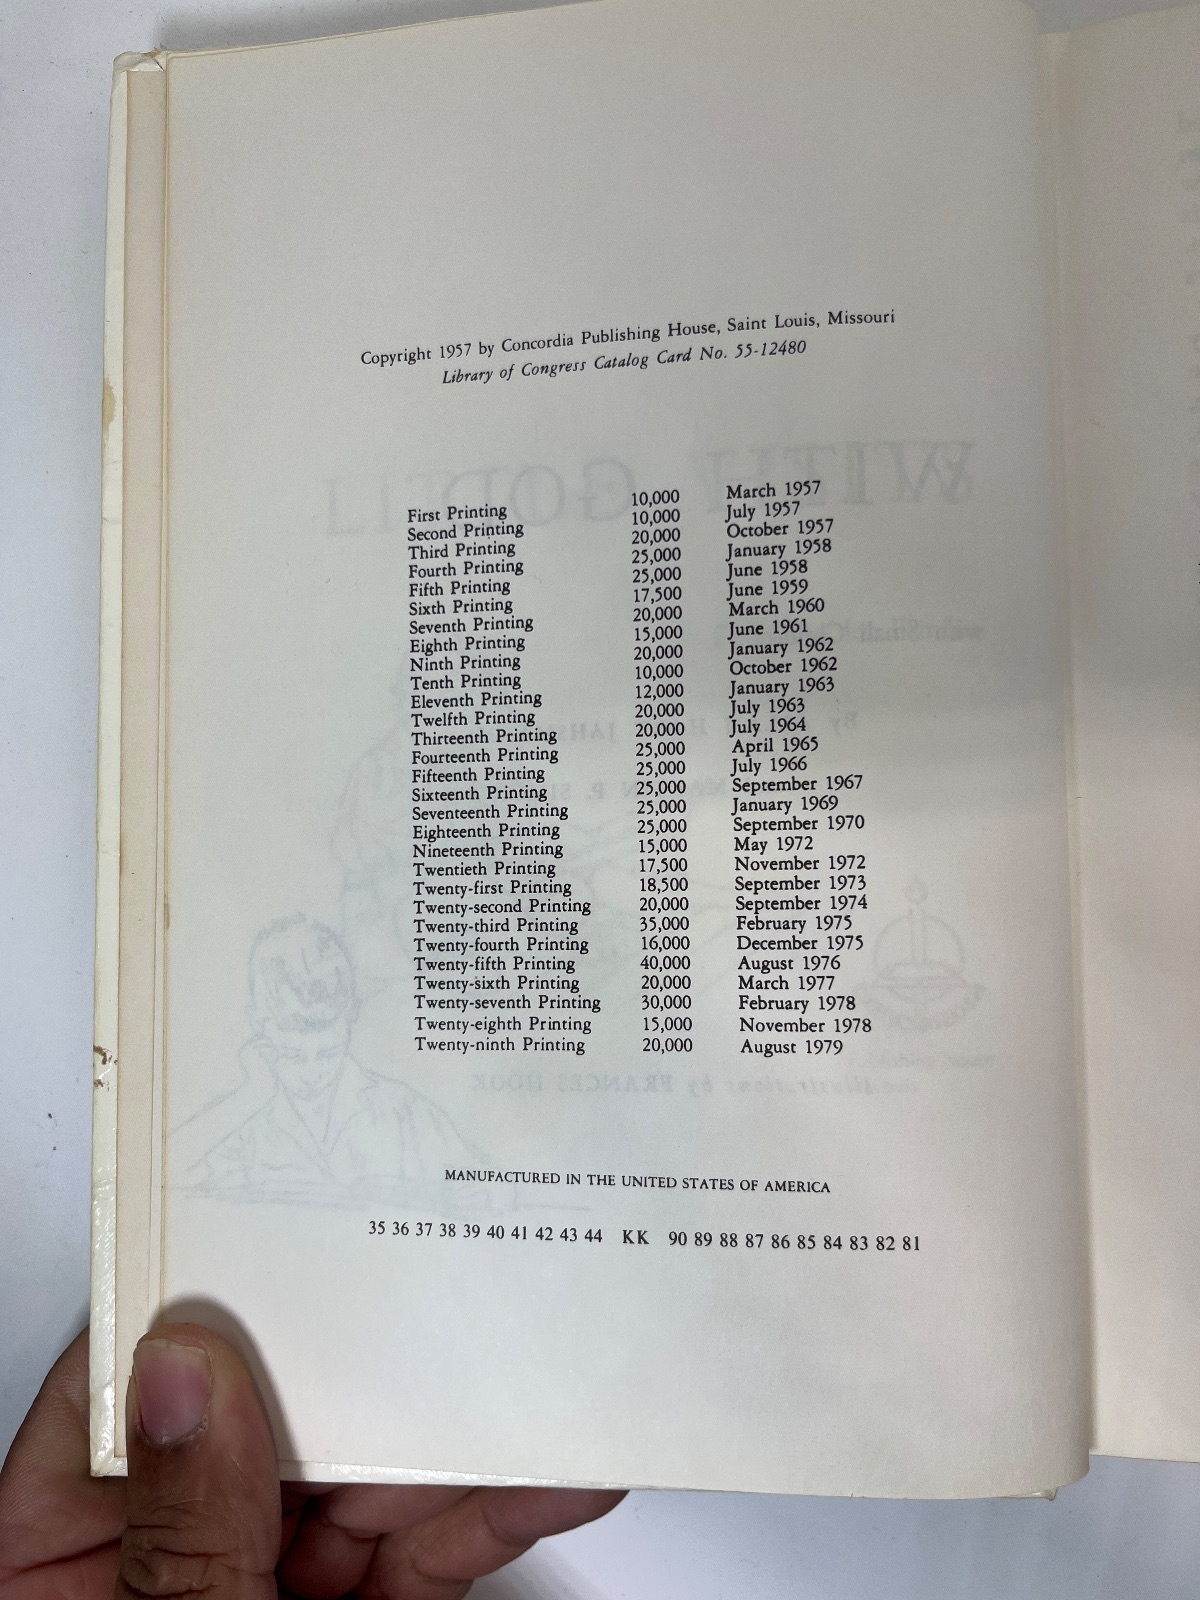 Copyright 1957 by Concordia Publishing House, Saint Louis, Missouri
Library of Congress Catalog Card No. 55-12480
First Printing 10,000 March 1957
Second Printing 10,000 July 1957
Third Printing 20,000 October 1957
Fourth Printing 25,000 January 1958
Fifth Printing 25,000 June 1958
Sixth Printing 17,500 June 1959
Seventh Printing 20,000 March 1960
Eighth Printing 15,000 June 1961
Ninth Printing 20,000 January 1962
Tenth Printing 10,000 October 1962
Eleventh Printing 12,000 January 1963
Twelfth Printing 20,000 July 1963
Thirteenth Printing 20,000 July 1964
Fourteenth Printing 25,000 April 1965
Fifteenth Printing 25,000 July 1966
Sixteenth Printing 25,000 September 1967
Seventeenth Printing 25,000 January 1969
Eighteenth Printing 25,000 September 1970
Nineteenth Printing 15,000 May 1972
Twentieth Printing 17,500 November 1972
Twenty-first Printing 18,500 September 1973
Twenty-second Printing 20,000 September 1974
Twenty-third Printing 35,000 February 1975
Twenty-fourth Printing 16,000 December 1975
Twenty-fifth Printing 40,000 August 1976
Twenty-sixth Printing 20,000 March 1977
Twenty-seventh Printing 30,000 February 1978
Twenty-eighth Printing 15,000 November 1978
Twenty-ninth Printing 20,000 August 1979
MANUFACTURED IN THE UNITED STATES OF AMERICA
35 36 37 38 39 40 41 42 43 44 KK 90 89 88 87 86 85 84 83 82 81